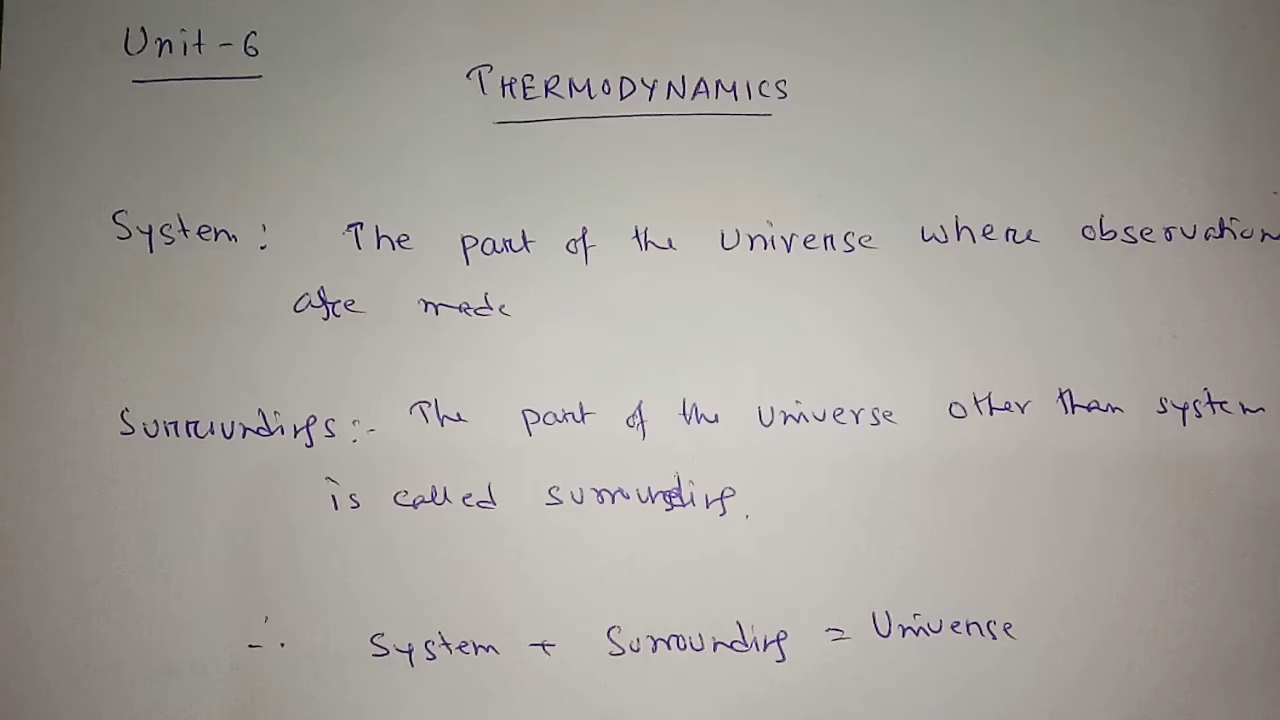 Unit - 6
THERMODYNAMICS
System : The part of the Universe where observation
are made
Surroundings :- The part of the Universe other than system
is called surrounding.
∴ System + Surrounding = Universe